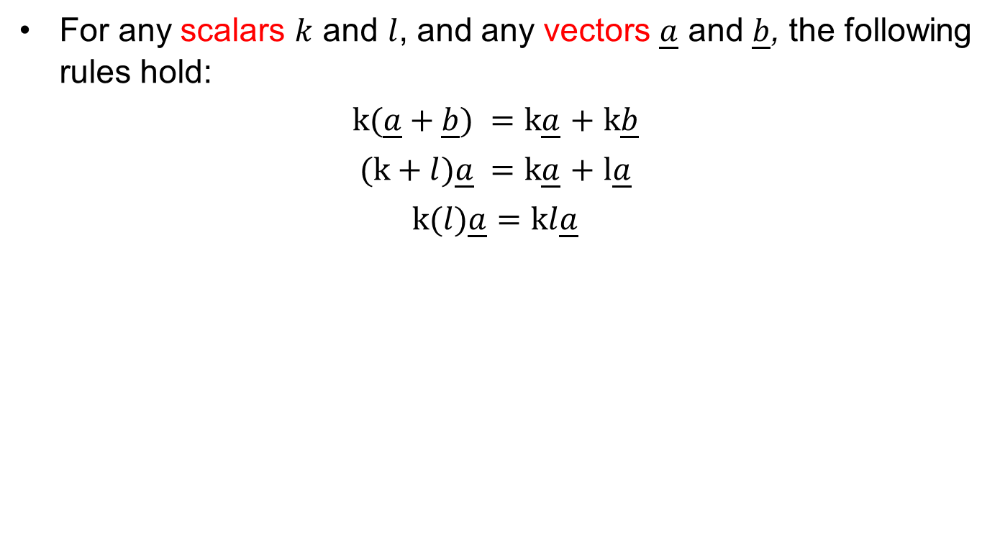 • For any scalars k and l, and any vectors a and b, the following
rules hold:
k(a + b) = ka + kb
(k + l)a = ka + la
k(l)a = kla